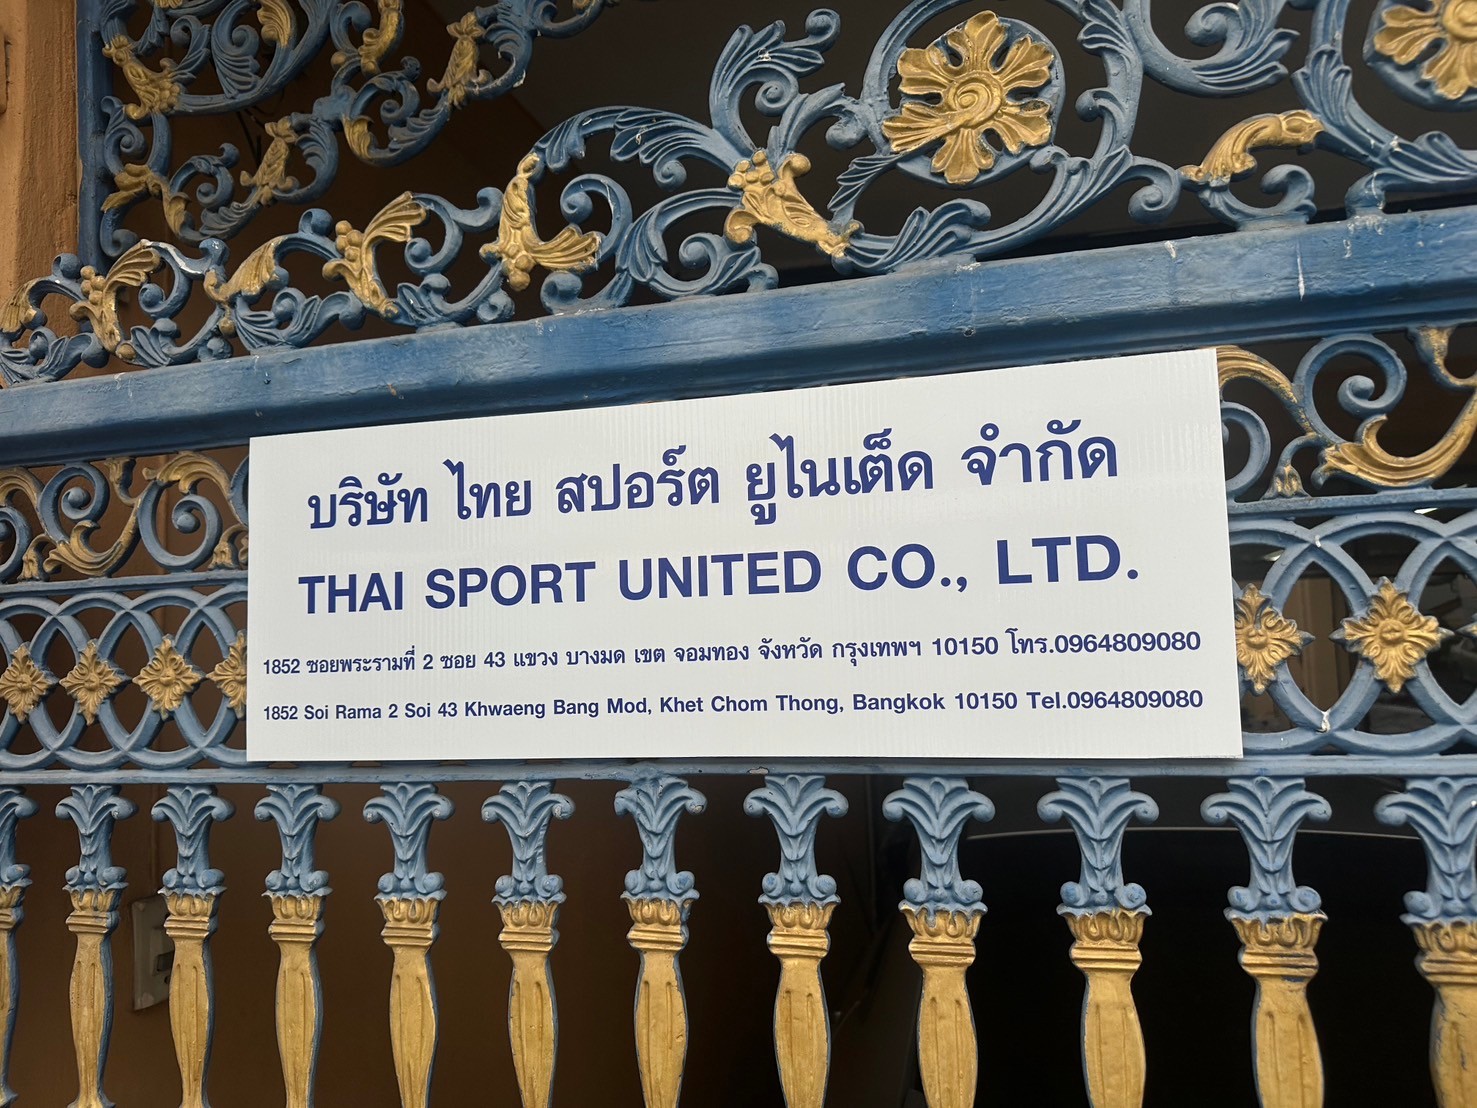 บริษัท ไทย สปอร์ต ยูไนเต็ด จำกัด
THAI SPORT UNITED CO., LTD.
1852 ซอยพระรามที่ 2 ซอย 43 แขวง บางมด เขต จอมทอง จังหวัด กรุงเทพฯ 10150 โทร.0964809080
1852 Soi Rama 2 Soi 43 Khwaeng Bang Mod, Khet Chom Thong, Bangkok 10150 Tel.0964809080